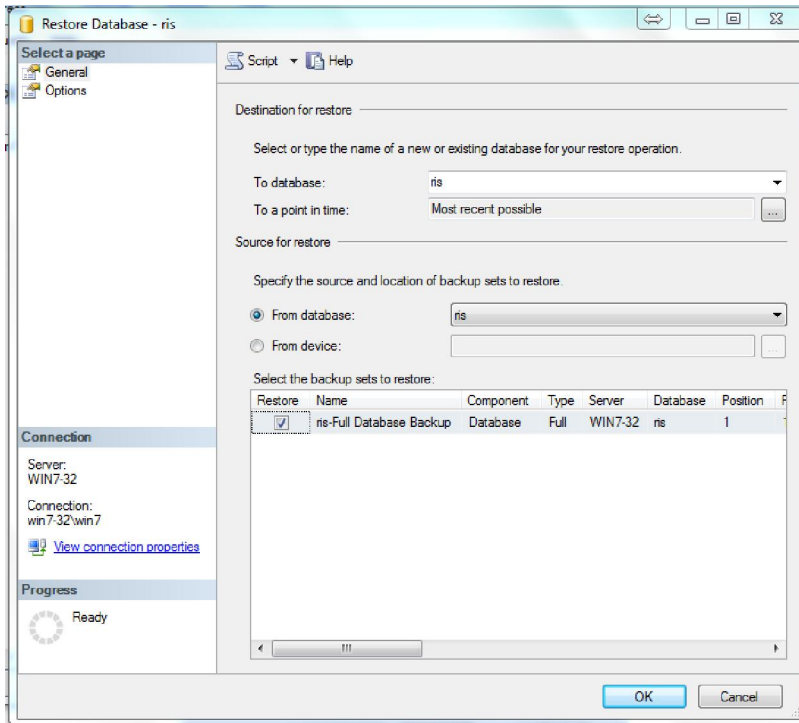 Restore Database - ris
Select a page
General
Options
Script Help
Destination for restore
Select or type the name of a new or existing database for your restore operation.
To database: ris
To a point in time: Most recent possible ...
Source for restore
Specify the source and location of backup sets to restore.
From database: ris
From device: ...
Select the backup sets to restore:
Restore Name Component Type Server Database Position
ris-Full Database Backup Database Full WIN7-32 ris 1
Connection
Server:
WIN7-32
Connection:
win7-32\win7
View connection properties
Progress
Ready
OK Cancel